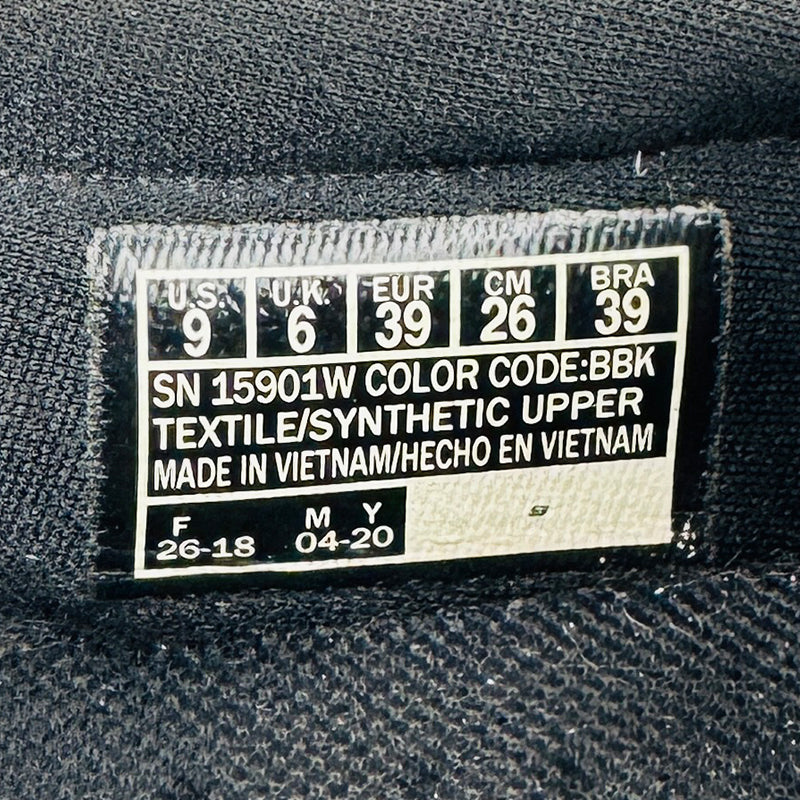 U.S. U.K. EUR CM BRA
9 6 39 26 39
SN 15901W COLOR CODE:BBK
TEXTILE/SYNTHETIC UPPER
MADE IN VIETNAM/HECHO EN VIETNAM
F M Y
26-18 04-20
S